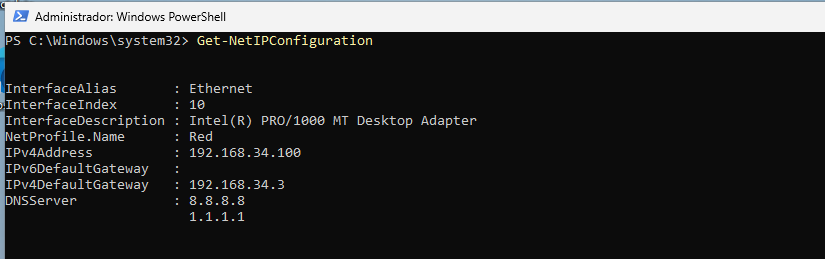 Administrador: Windows PowerShell
PS C:\Windows\system32> Get-NetIPConfiguration
InterfaceAlias       : Ethernet
InterfaceIndex       : 10
InterfaceDescription : Intel(R) PRO/1000 MT Desktop Adapter
NetProfile.Name      : Red
IPv4Address          : 192.168.34.100
IPv6DefaultGateway   :
IPv4DefaultGateway   : 192.168.34.3
DNSServer            : 8.8.8.8
                       1.1.1.1